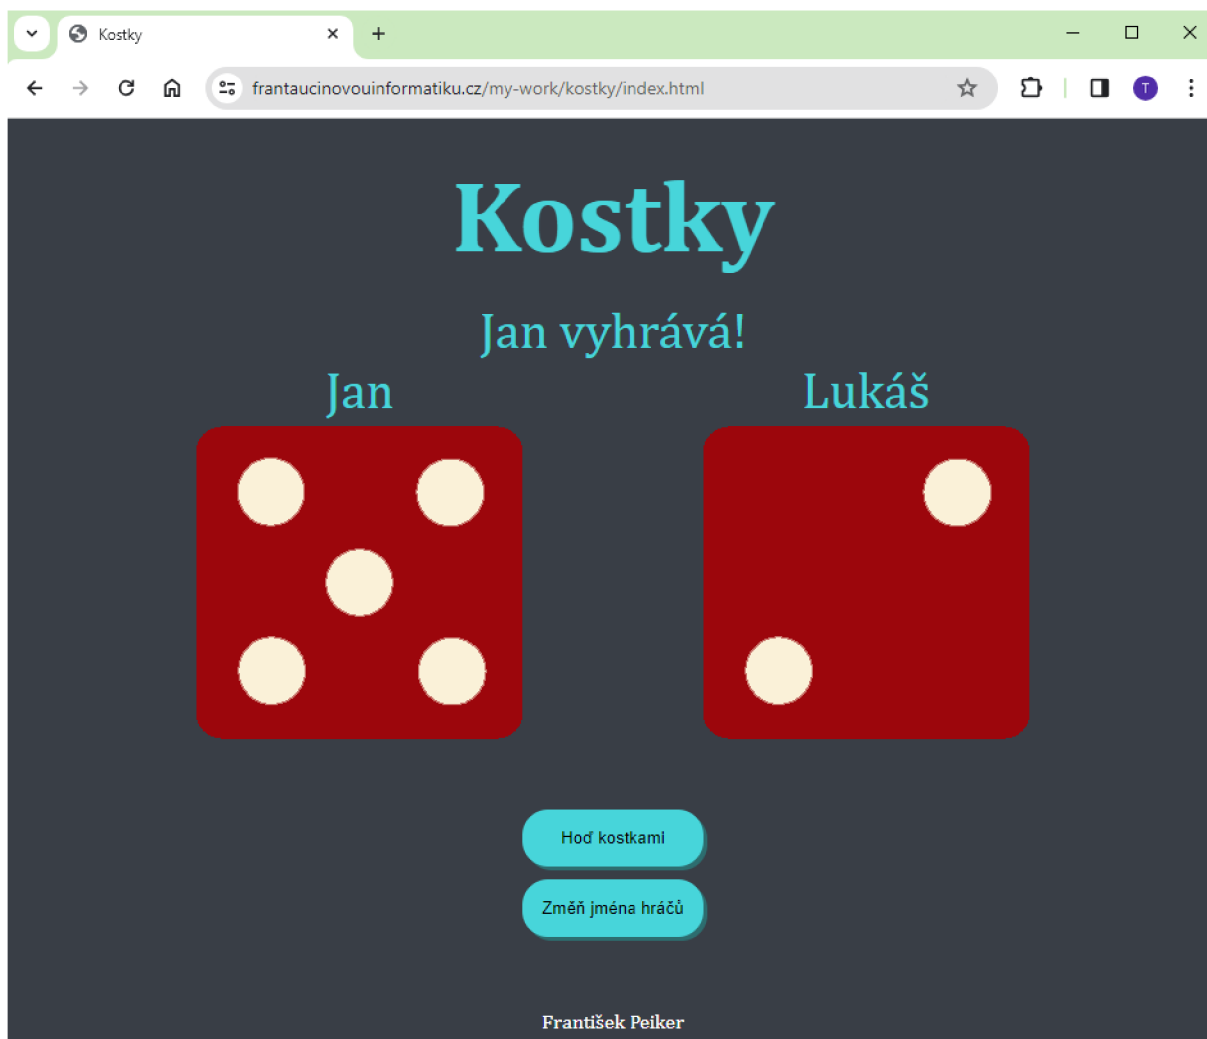 Kostky
frantaucinovouinformatiku.cz/my-work/kostky/index.html
T
Kostky
Jan vyhrává!
Jan
Lukáš
Hoď kostkami
Změň jména hráčů
František Peiker